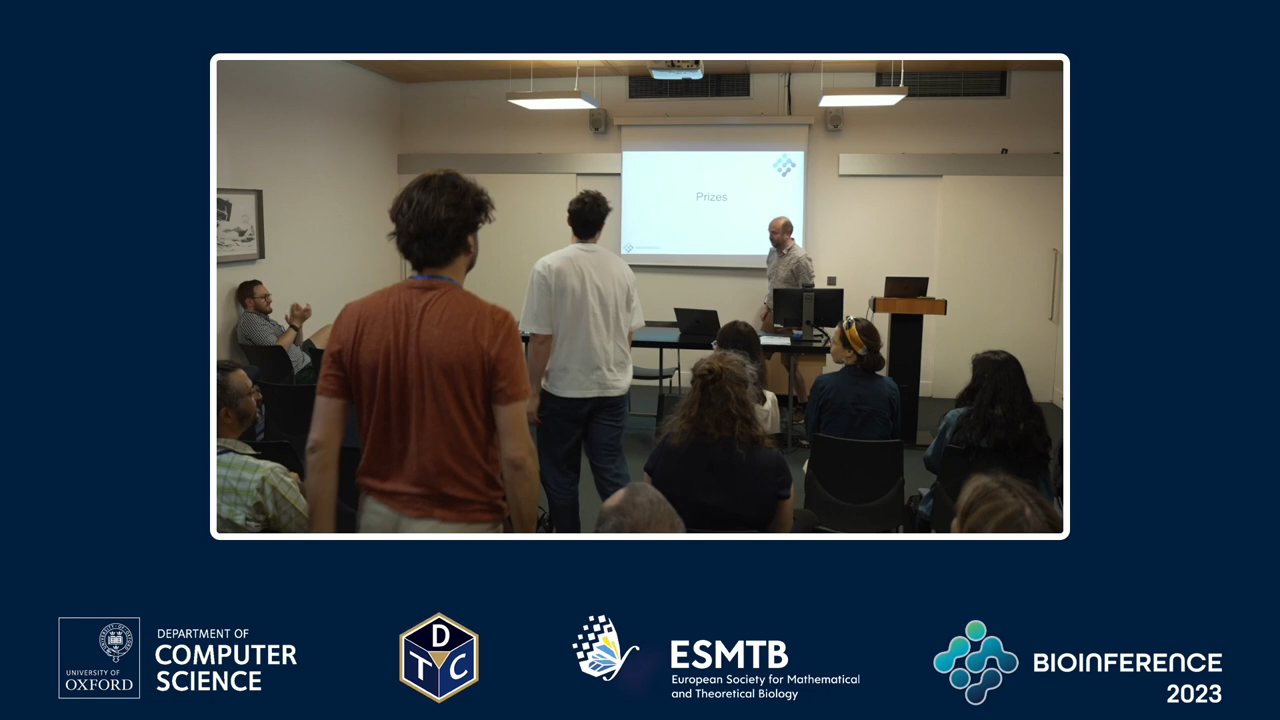 Prizes
UNIVERSITY OF
OXFORD
DEPARTMENT OF
COMPUTER
SCIENCE
D
T C
ESMTB
European Society for Mathematical
and Theoretical Biology
BIOINFERENCE
2023